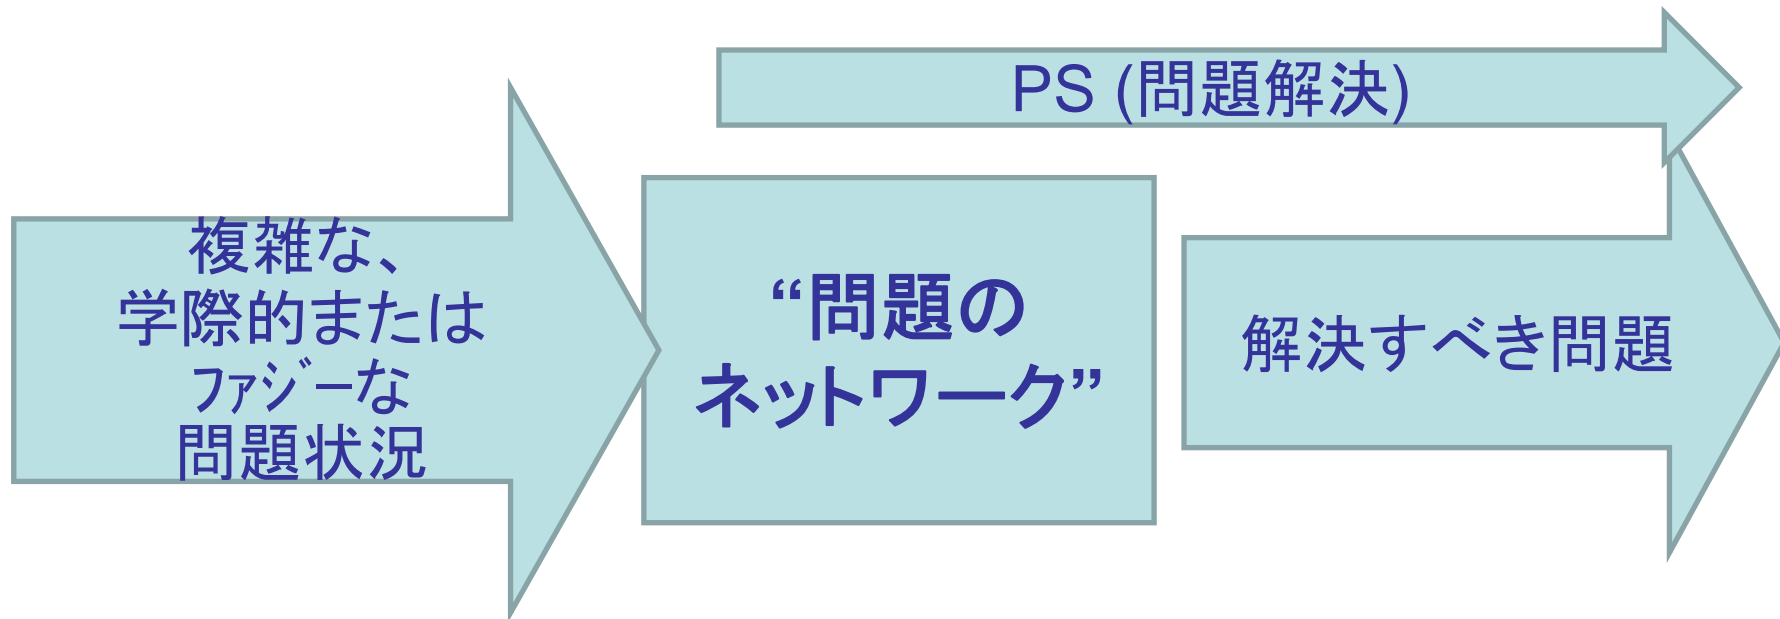 PS (問題解決)
複雑な、
学際的または
ファジーな
問題状況
“問題の
ネットワーク”
解決すべき問題